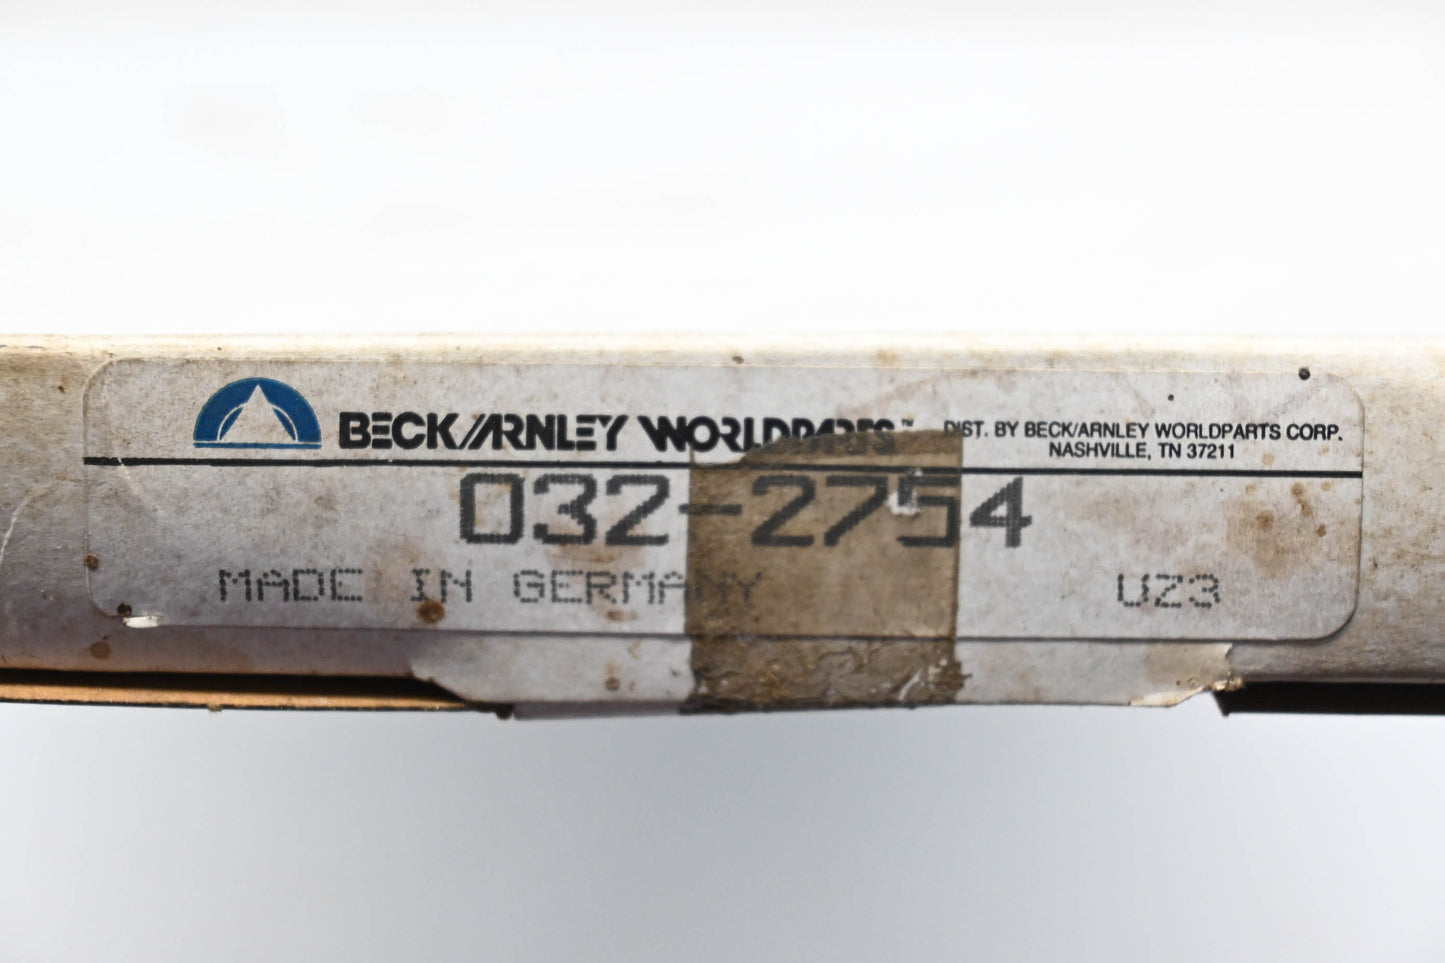 BECK/ARNLEY WORLDPARTS™ DIST. BY BECK/ARNLEY WORLDPARTS CORP.
NASHVILLE, TN 37211
032-2754
MADE IN GERMANY UZ3